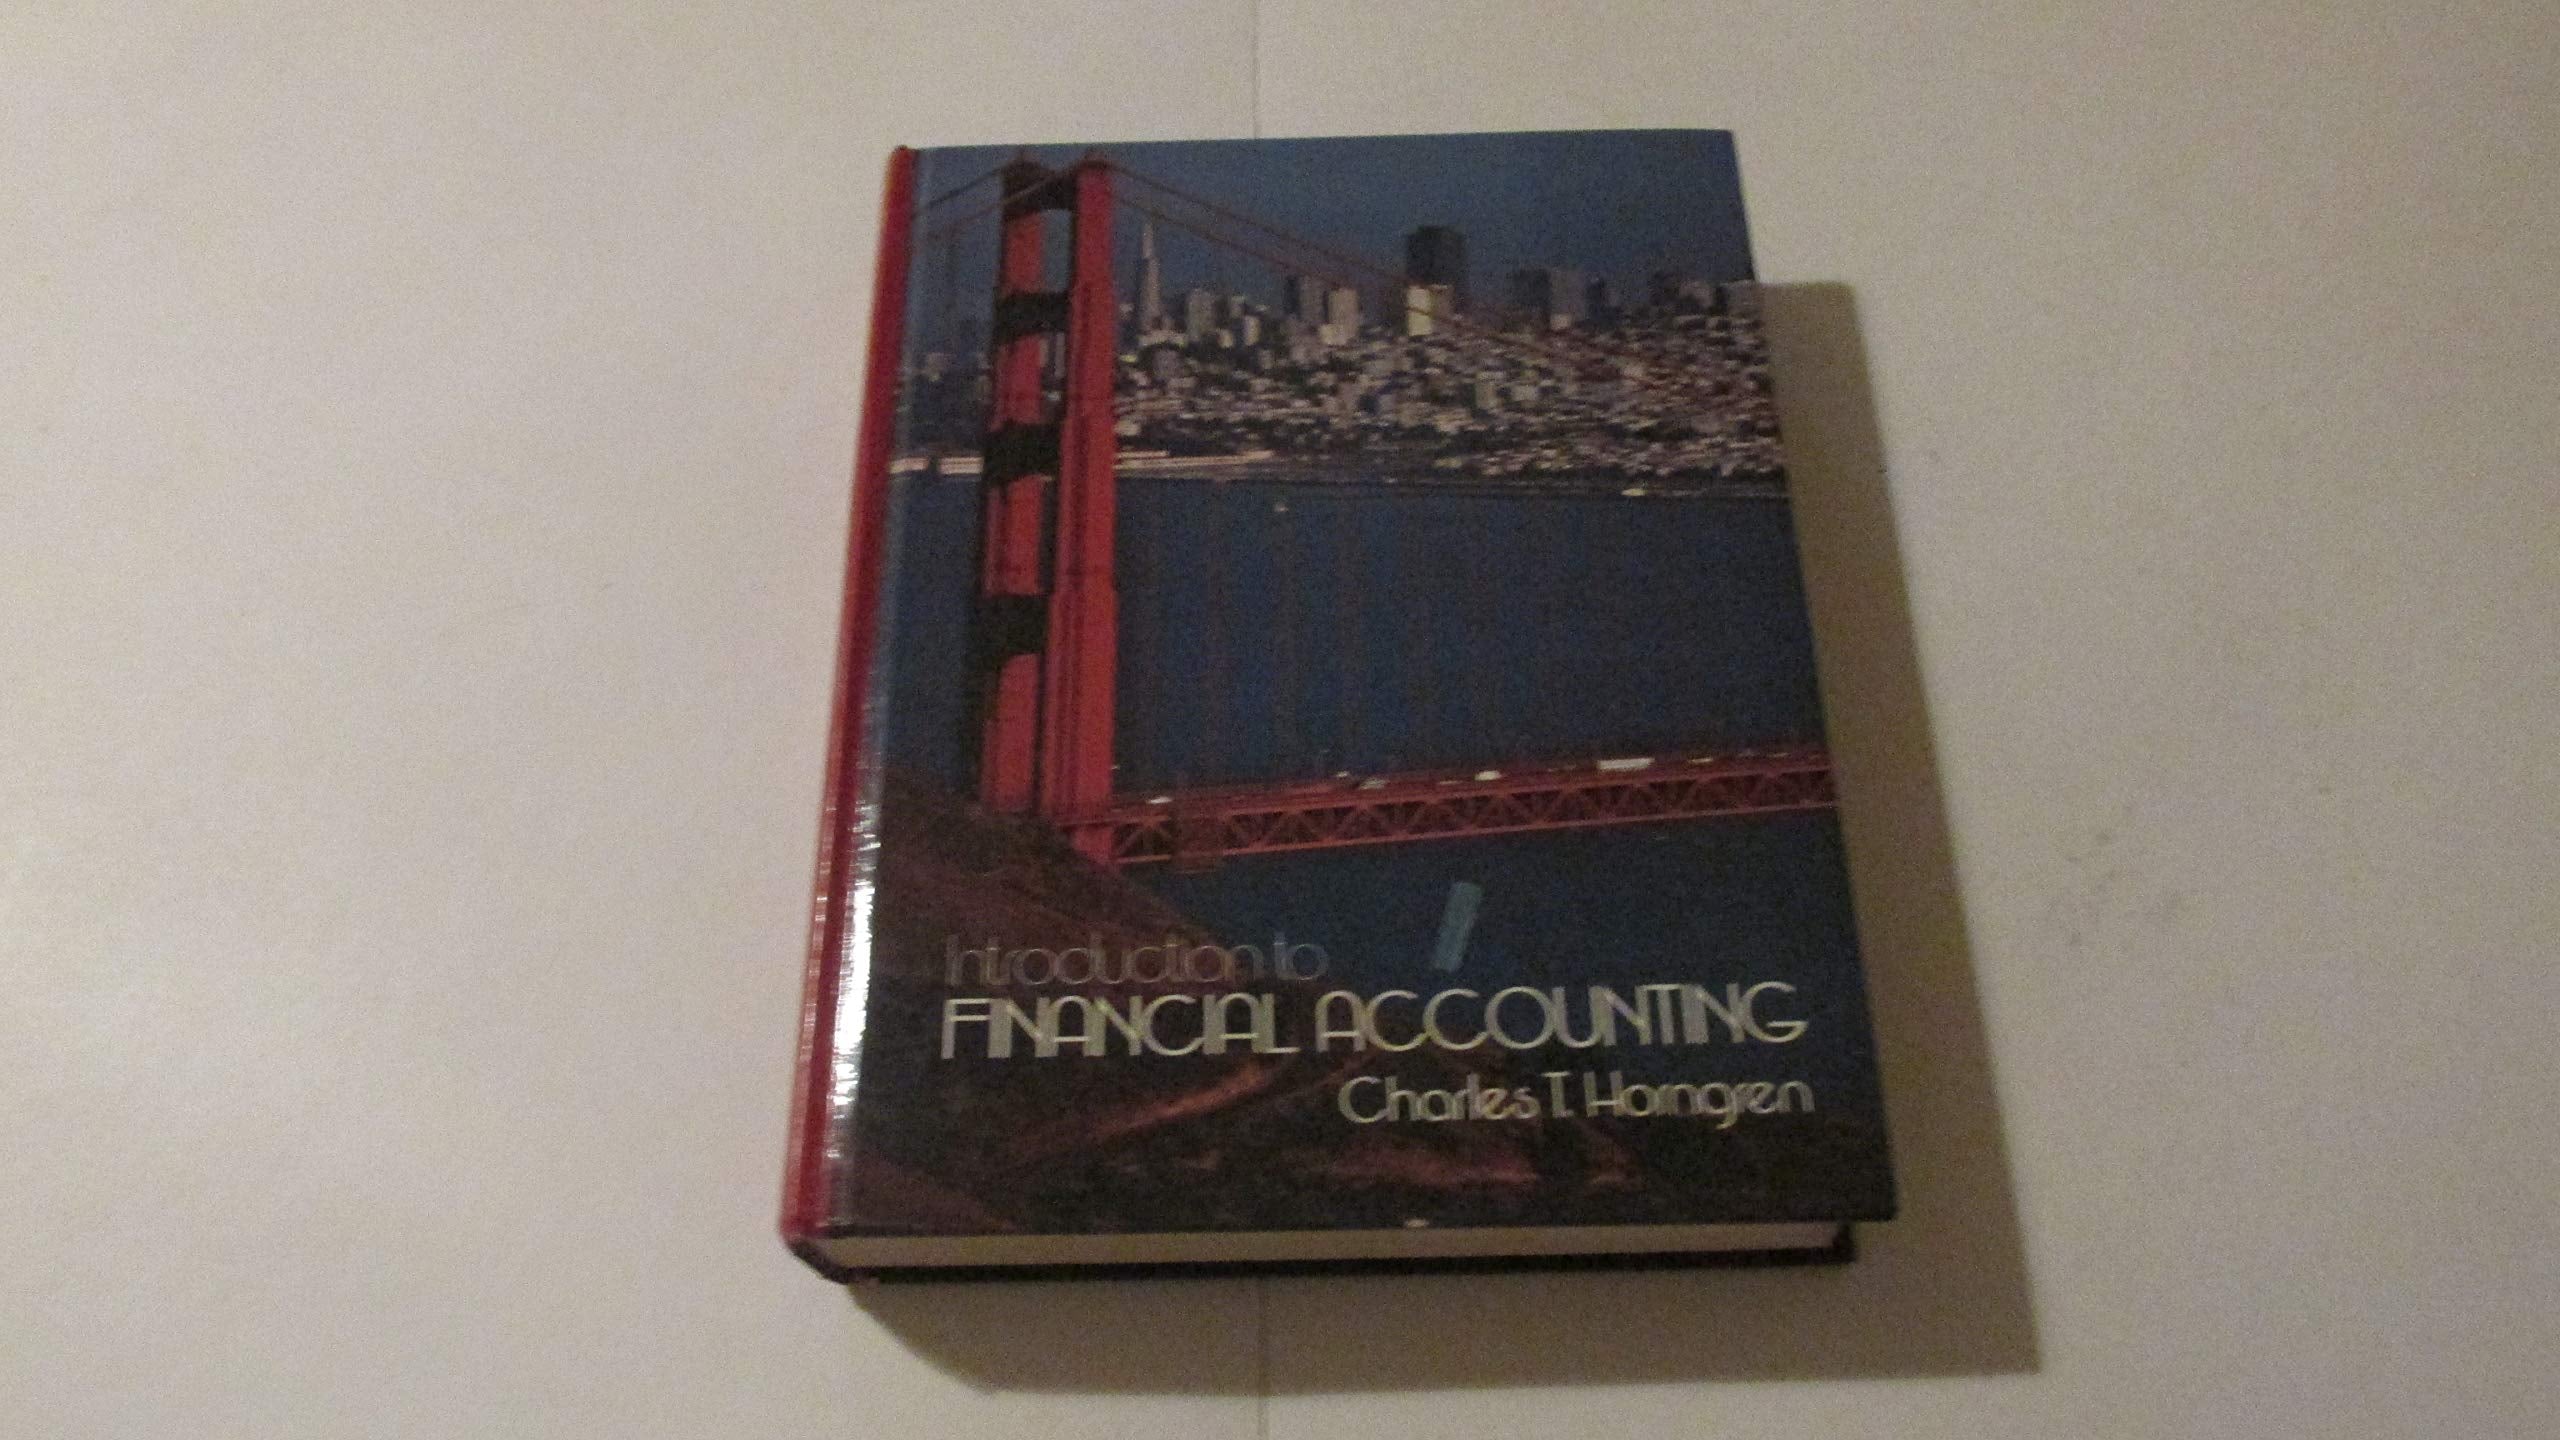 Introduction to
FINANCIAL ACCOUNTING
Charles T. Horngren